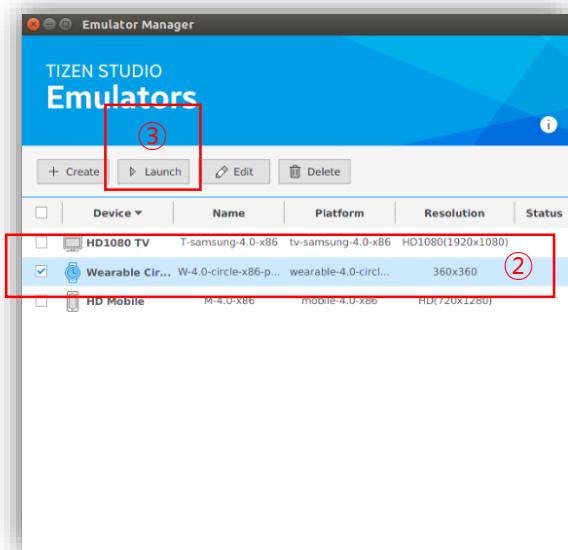 Emulator Manager
TIZEN STUDIO
Emulators
③
i
+ Create Launch Edit Delete
Device Name Platform Resolution Status
HD1080 TV T-samsung-4.0-x86 tv-samsung-4.0-x86 HD1080(1920x1080)
Wearable Cir... W-4.0-circle-x86-p... wearable-4.0-circl... 360x360 ②
HD Mobile M-4.0-x86 mobile-4.0-x86 HD(720x1280)